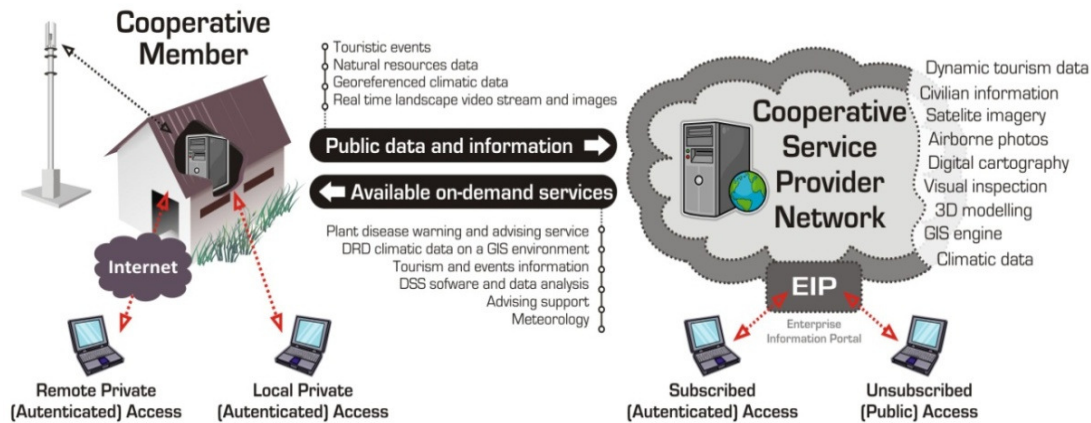 Cooperative
Member
Touristic events
Natural resources data
Georeferenced climatic data
Real time landscape video stream and images
Public data and information
Available on-demand services
Plant disease warning and advising service
DRD climatic data on a GIS environment
Tourism and events information
DSS sofware and data analysis
Advising support
Meteorology
Internet
Remote Private
(Autenticated) Access
Local Private
(Autenticated) Access
Cooperative
Service
Provider
Network
Dynamic tourism data
Civilian information
Satelite imagery
Airborne photos
Digital cartography
Visual inspection
3D modelling
GIS engine
Climatic data
EIP
Enterprise
Information Portal
Subscribed
(Autenticated) Access
Unsubscribed
(Public) Access